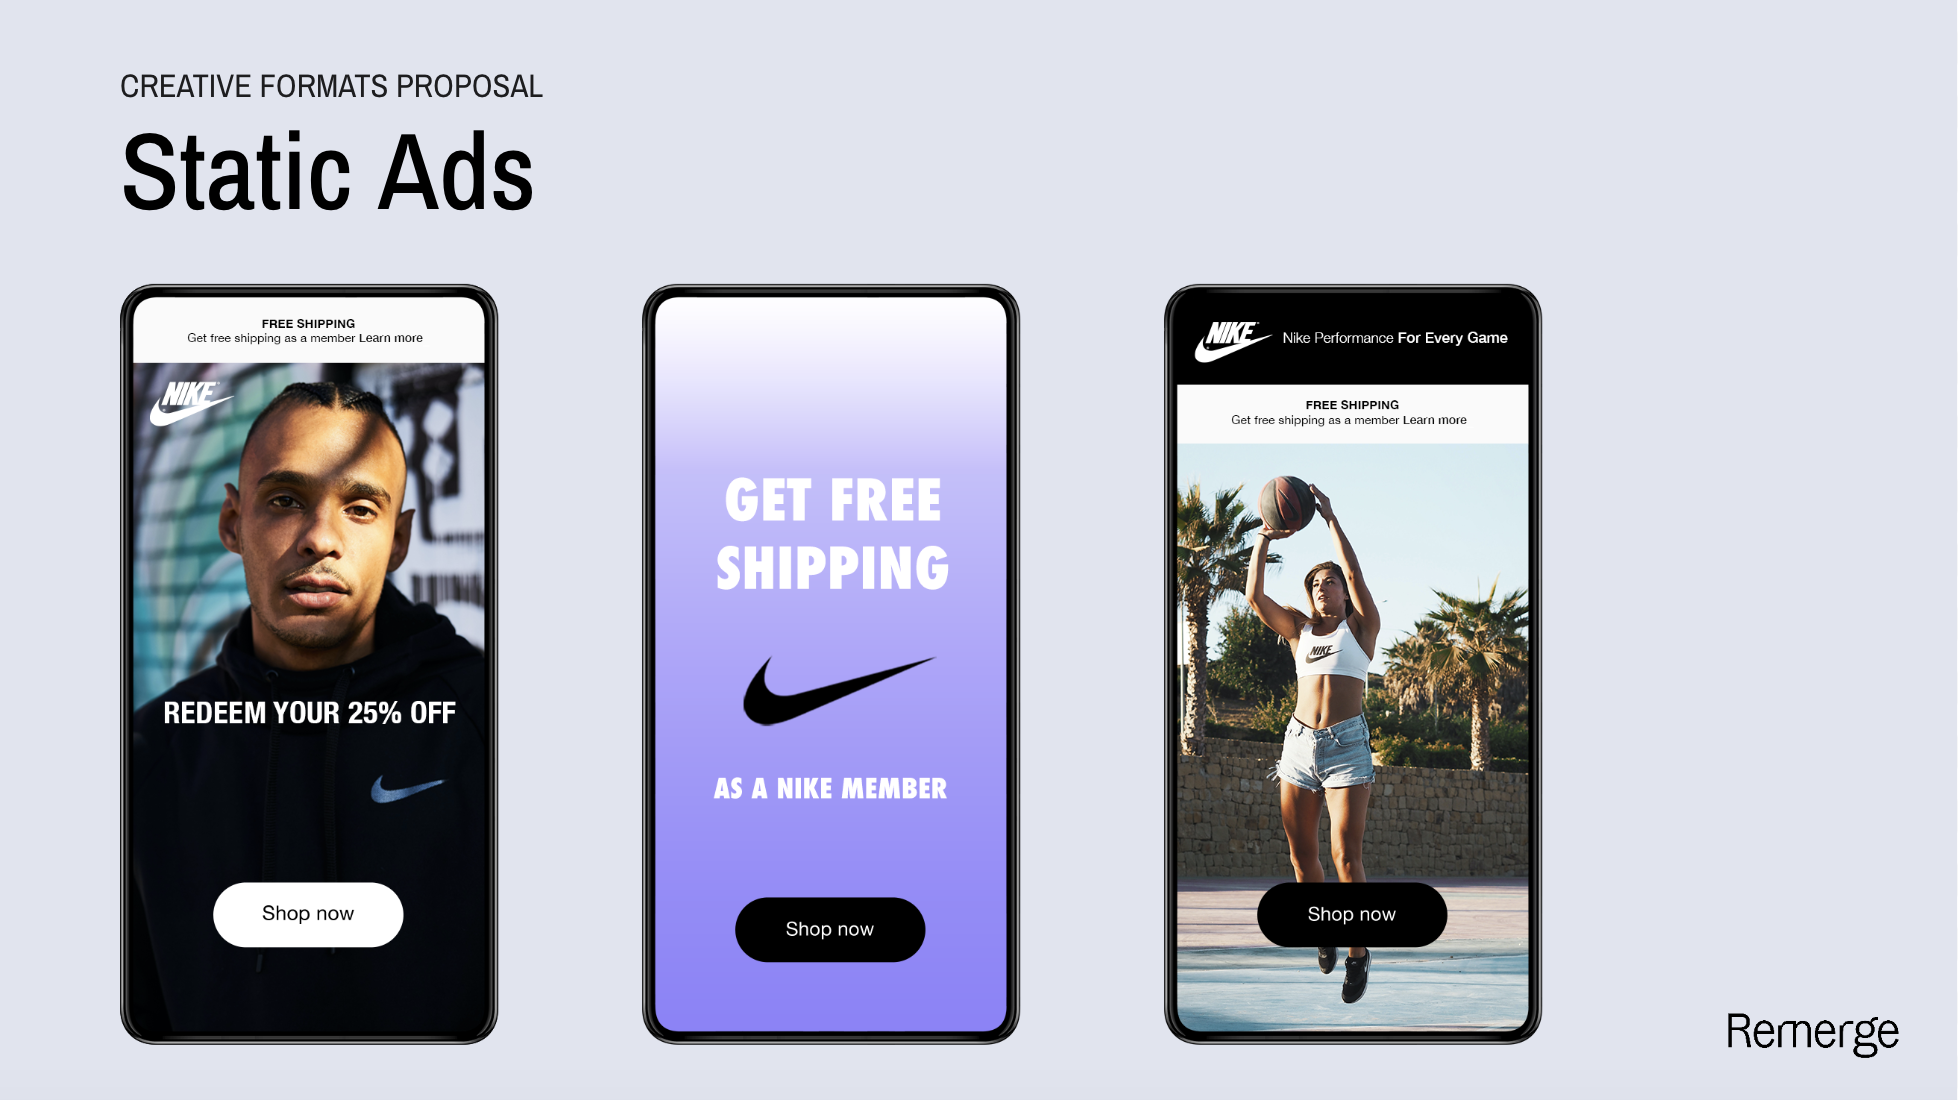 CREATIVE FORMATS PROPOSAL
Static Ads
FREE SHIPPING
Get free shipping as a member Learn more
NIKE
REDEEM YOUR 25% OFF
Shop now
GET FREE
SHIPPING
AS A NIKE MEMBER
Shop now
NIKE Nike Performance For Every Game
FREE SHIPPING
Get free shipping as a member Learn more
NIKE
Shop now
Remerge